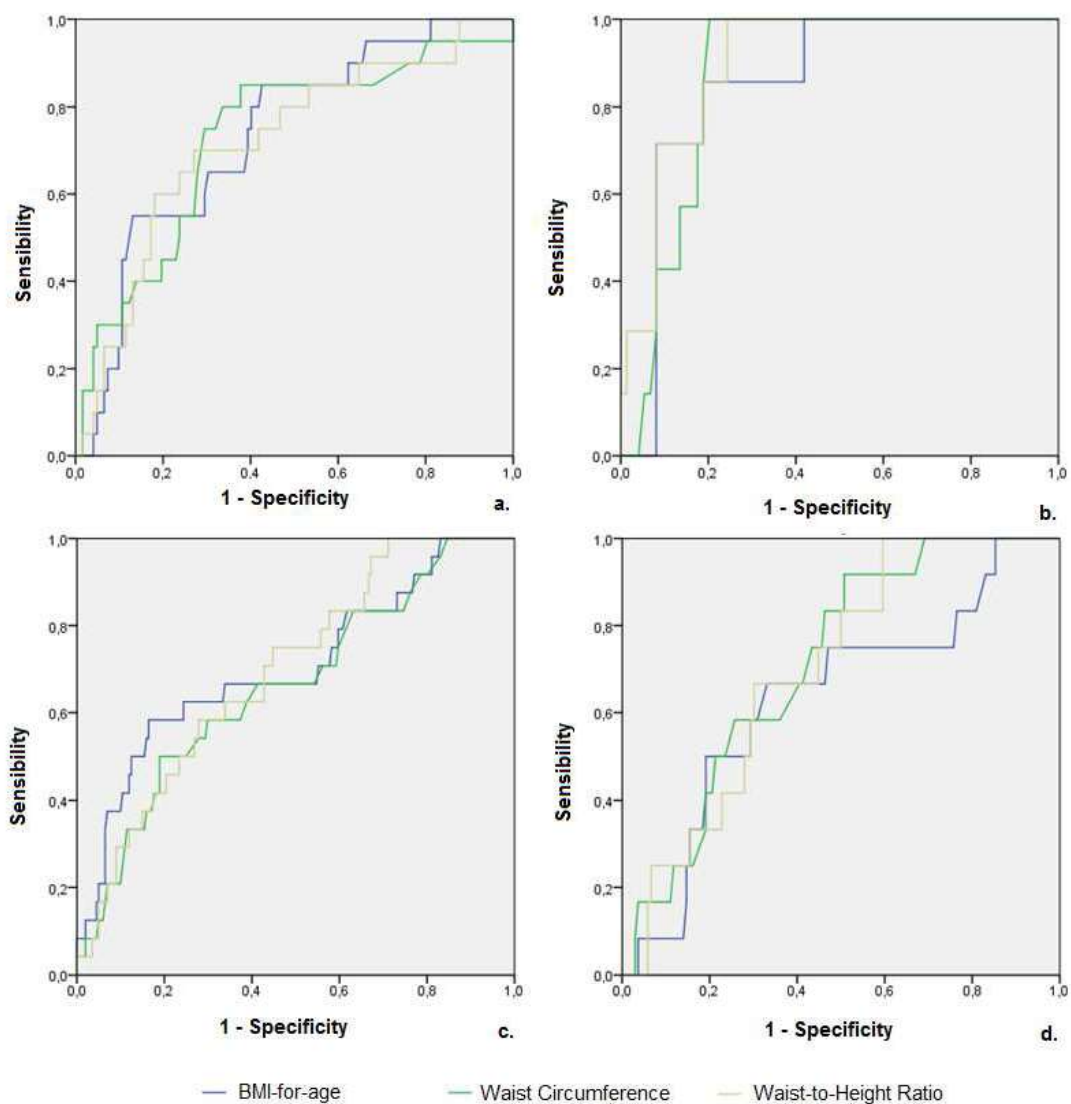 1,0
0,8
0,6
0,4
0,2
0,0
Sensibility
0,0 0,2 0,4 0,6 0,8 1,0
1 - Specificity
a.
1,0
0,8
0,6
0,4
0,2
0,0
Sensibility
0,0 0,2 0,4 0,6 0,8 1,0
1 - Specificity
b.
1,0
0,8
0,6
0,4
0,2
0,0
Sensibility
0,0 0,2 0,4 0,6 0,8 1,0
1 - Specificity
c.
1,0
0,8
0,6
0,4
0,2
0,0
Sensibility
0,0 0,2 0,4 0,6 0,8 1,0
1 - Specificity
d.
BMI-for-age Waist Circumference Waist-to-Height Ratio